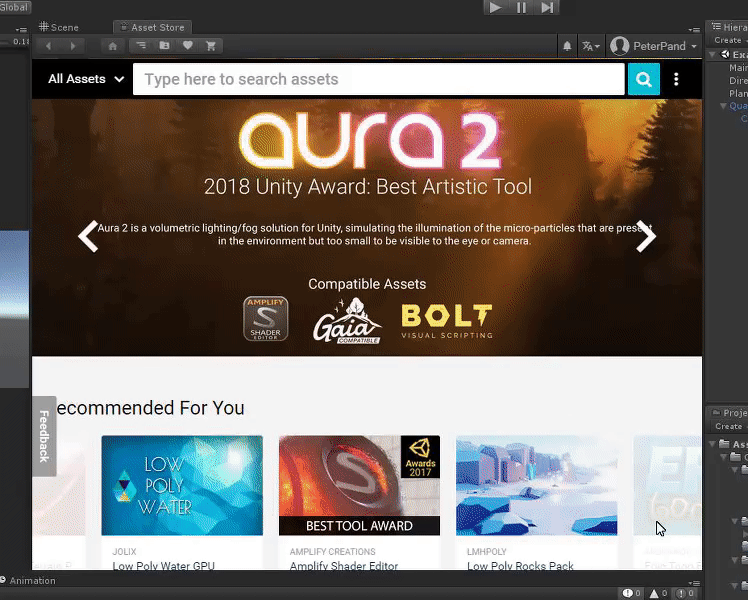 Global
Scene
Asset Store
Hierar
Create
0.18
PeterPand
Exa
Main
Dire
Plan
Qua
C
All Assets
Type here to search assets
aura 2
2018 Unity Award: Best Artistic Tool
Aura 2 is a volumetric lighting/fog solution for Unity, simulating the illumination of the micro-particles that are present
in the environment but too small to be visible to the eye or camera.
Compatible Assets
AMPLIFY
S
SHADER
EDITOR
Gaia
COMPATIBLE
BOLT
VISUAL SCRIPTING
ecommended For You
Feedback
Proje
Create
Ass
LOW
POLY
WATER
S
Awards
2017
BEST TOOL AWARD
JOLIX
AMPLIFY CREATIONS
LMHPOLY
Low Poly Water GPU
Amplify Shader Editor
Low Poly Rocks Pack
Animation
0
0
0